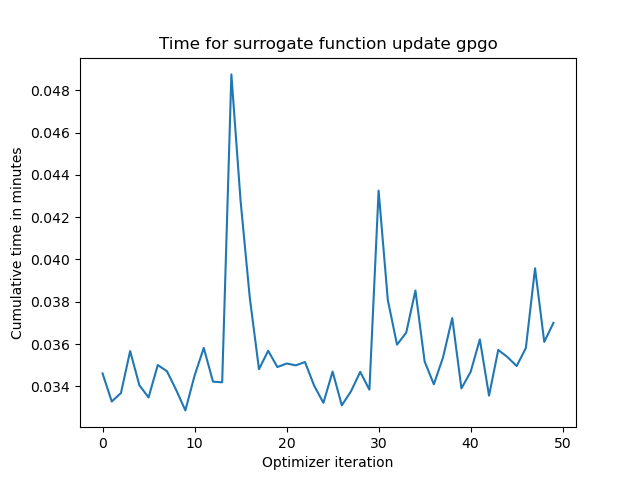 Time for surrogate function update gpgo
Cumulative time in minutes
0.048
0.046
0.044
0.042
0.040
0.038
0.036
0.034
0 10 20 30 40 50
Optimizer iteration